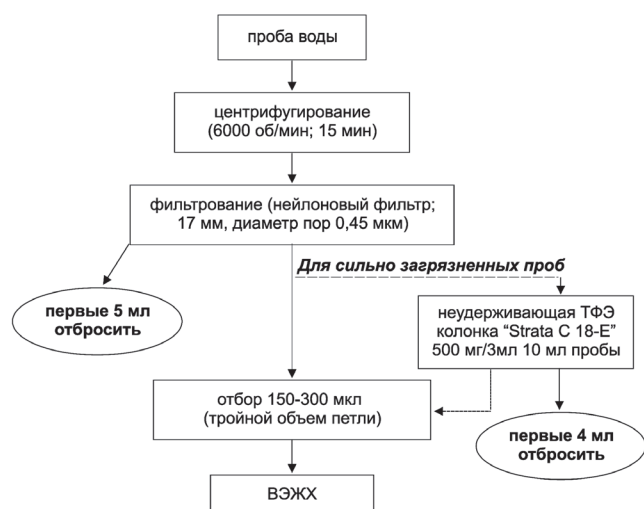 проба воды
центрифугирование
(6000 об/мин; 15 мин)
фильтрование (нейлоновый фильтр;
17 мм, диаметр пор 0,45 мкм)
Для сильно загрязненных проб
первые 5 мл
отбросить
неудерживающая ТФЭ
колонка “Strata C 18-E”
500 мг/3мл 10 мл пробы
отбор 150-300 мкл
(тройной объем петли)
первые 4 мл
отбросить
ВЭЖХ